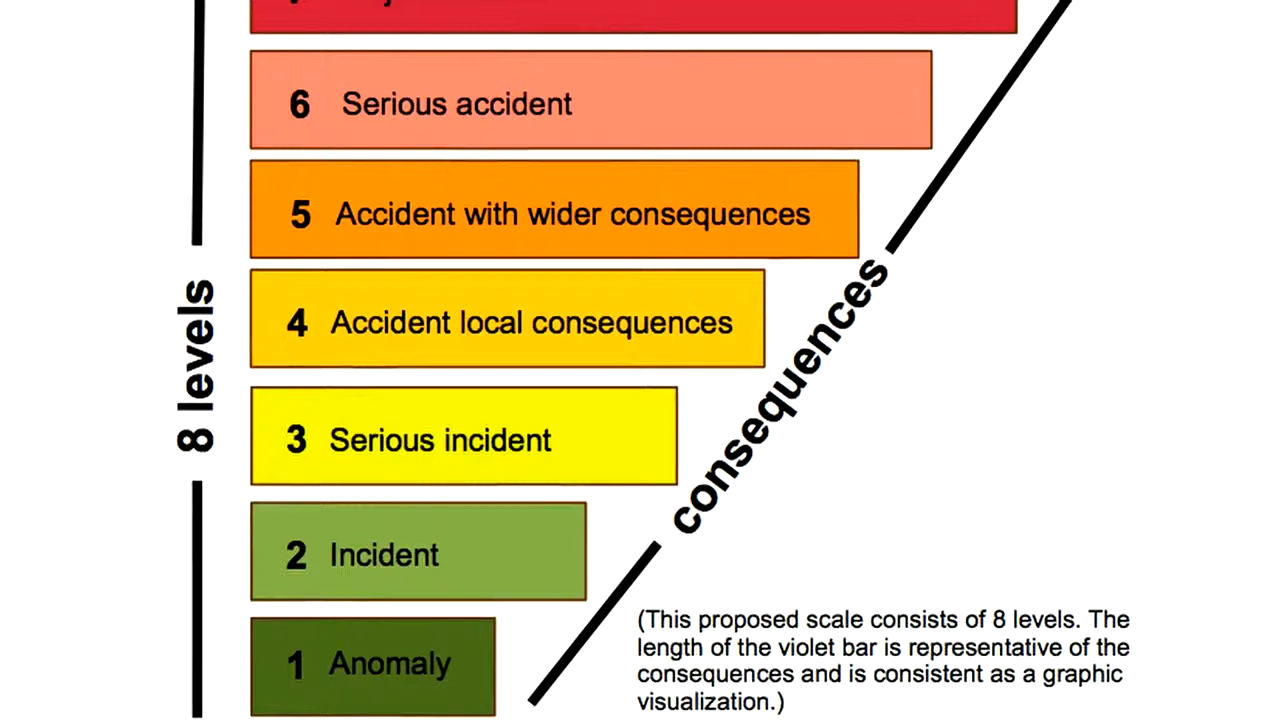 6 Serious accident
5 Accident with wider consequences
4 Accident local consequences
3 Serious incident
2 Incident
1 Anomaly
8 levels
consequences
(This proposed scale consists of 8 levels. The
length of the violet bar is representative of the
consequences and is consistent as a graphic
visualization.)